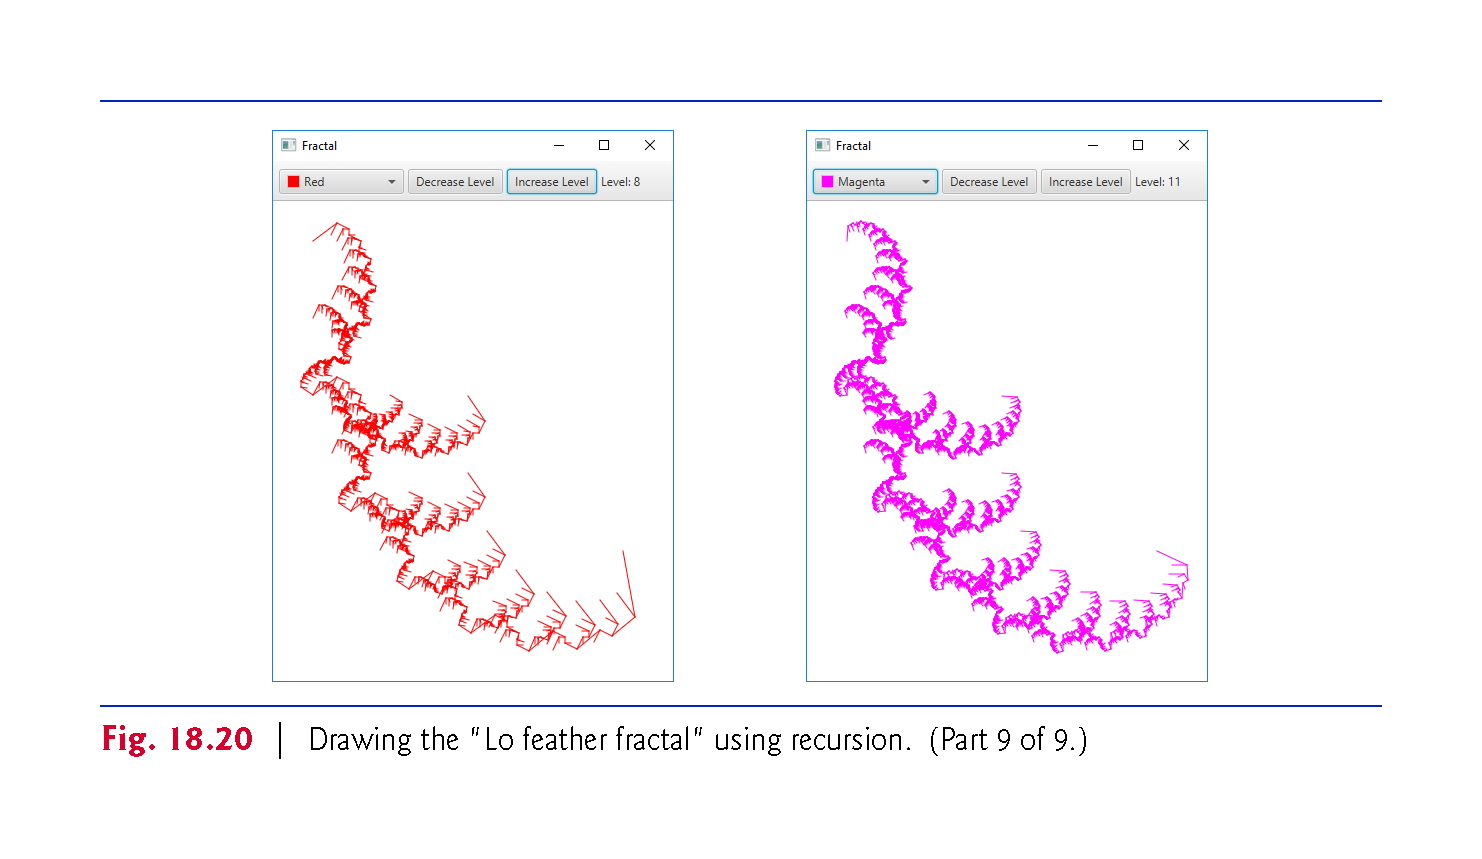 Fractal
Red Decrease Level Increase Level Level: 8
Fractal
Magenta Decrease Level Increase Level Level: 11
Fig. 18.20 | Drawing the "Lo feather fractal" using recursion. (Part 9 of 9.)